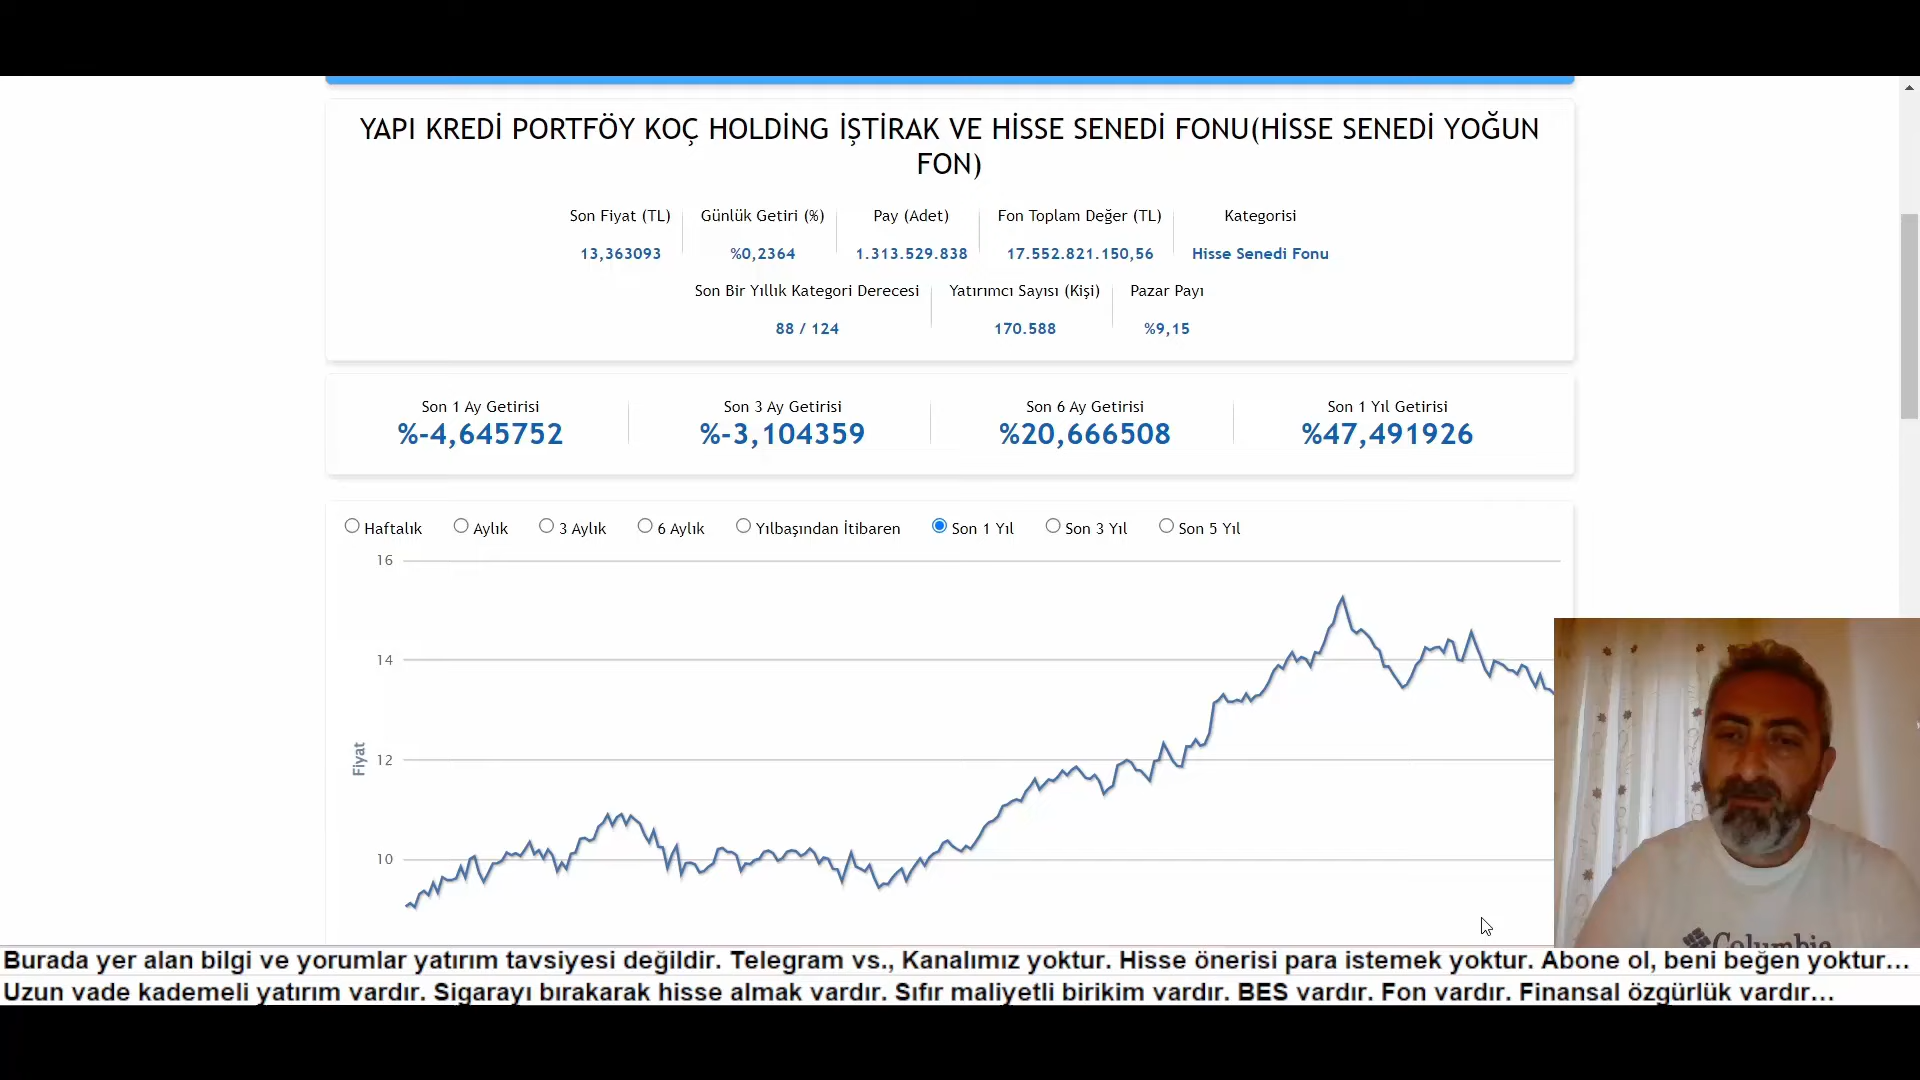 YAPI KREDİ PORTFÖY KOÇ HOLDİNG İŞTİRAK VE HİSSE SENEDİ FONU(HİSSE SENEDİ YOĞUN
FON)
Son Fiyat (TL) Günlük Getiri (%) Pay (Adet) Fon Toplam Değer (TL) Kategorisi
13,363093 %0,2364 1.313.529.838 17.552.821.150,56 Hisse Senedi Fonu
Son Bir Yıllık Kategori Derecesi Yatırımcı Sayısı (Kişi) Pazar Payı
88 / 124 170.588 %9,15
Son 1 Ay Getirisi Son 3 Ay Getirisi Son 6 Ay Getirisi Son 1 Yıl Getirisi
%-4,645752 %-3,104359 %20,666508 %47,491926
Haftalık Aylık 3 Aylık 6 Aylık Yılbaşından İtibaren Son 1 Yıl Son 3 Yıl Son 5 Yıl
16
14
12
10
Fiyat
Columbia
Burada yer alan bilgi ve yorumlar yatırım tavsiyesi değildir. Telegram vs., Kanalımız yoktur. Hisse önerisi para istemek yoktur. Abone ol, beni beğen yoktur...
Uzun vade kademeli yatırım vardır. Sigarayı bırakarak hisse almak vardır. Sıfır maliyetli birikim vardır. BES vardır. Fon vardır. Finansal özgürlük vardır...